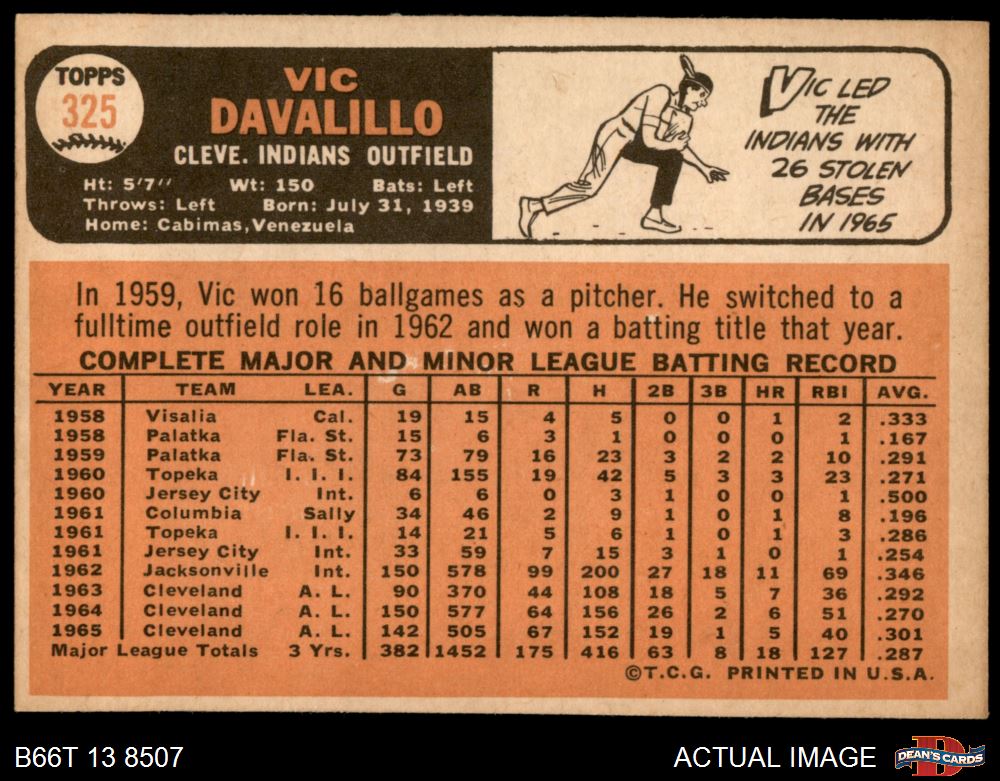 TOPPS
325
VIC
DAVALILLO
CLEVE. INDIANS OUTFIELD
Ht: 5'7" Wt: 150 Bats: Left
Throws: Left Born: July 31, 1939
Home: Cabimas, Venezuela
VIC LED
THE
INDIANS WITH
26 STOLEN
BASES
IN 1965
In 1959, Vic won 16 ballgames as a pitcher. He switched to a
fulltime outfield role in 1962 and won a batting title that year.
COMPLETE MAJOR AND MINOR LEAGUE BATTING RECORD
YEAR TEAM LEA. G AB R H 2B 3B HR RBI AVG.
1958 Visalia Cal. 19 15 4 5 0 0 1 2 .333
1958 Palatka Fla. St. 15 6 3 1 0 0 0 1 .167
1959 Palatka Fla. St. 73 79 16 23 3 2 2 10 .291
1960 Topeka I. I. I. 84 155 19 42 5 3 3 23 .271
1960 Jersey City Int. 6 6 0 3 1 0 0 1 .500
1961 Columbia Sally 34 46 2 9 1 0 1 8 .196
1961 Topeka I. I. I. 14 21 5 6 1 0 1 3 .286
1961 Jersey City Int. 33 59 7 15 3 1 0 1 .254
1962 Jacksonville Int. 150 578 99 200 27 18 11 69 .346
1963 Cleveland A. L. 90 370 44 108 18 5 7 36 .292
1964 Cleveland A. L. 150 577 64 156 26 2 6 51 .270
1965 Cleveland A. L. 142 505 67 152 19 1 5 40 .301
Major League Totals 3 Yrs. 382 1452 175 416 63 8 18 127 .287
©T.C.G. PRINTED IN U.S.A.
B66T 13 8507 ACTUAL IMAGE
DEAN'S CARDS